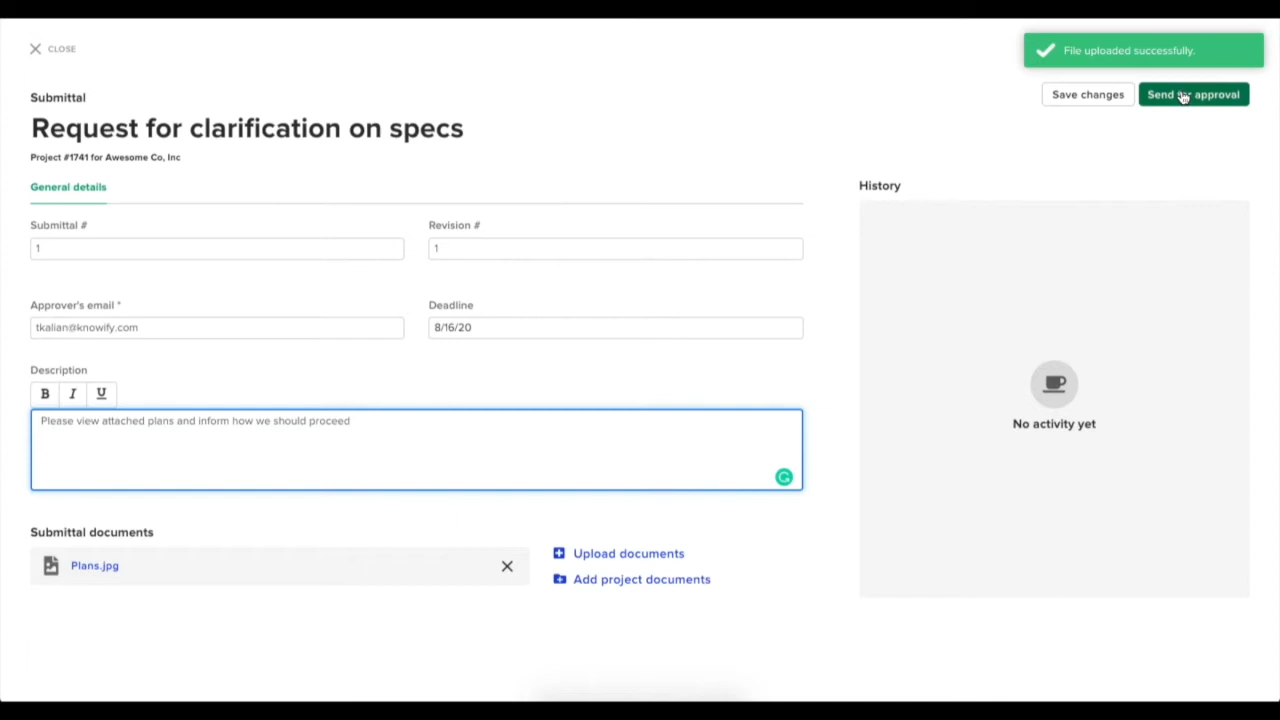 CLOSE
File uploaded successfully.
Submittal
Save changes
Send for approval
Request for clarification on specs
Project #1741 for Awesome Co, Inc
General details
History
Submittal #
Revision #
1
1
Approver's email *
Deadline
tkalian@knowify.com
8/16/20
Description
B I U
Please view attached plans and inform how we should proceed
No activity yet
Submittal documents
Plans.jpg
Upload documents
Add project documents